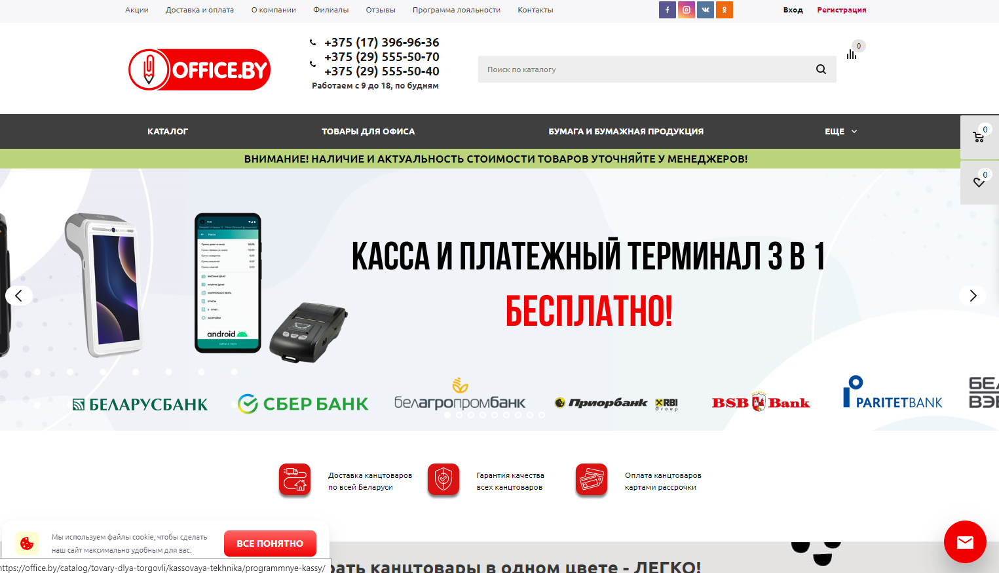 Акции Доставка и оплата О компании Филиалы Отзывы Программа лояльности Контакты Вход Регистрация
OFFICE.BY
+375 (17) 396-96-36
+375 (29) 555-50-70
+375 (29) 555-50-40
Работаем с 9 до 18, по будням
Поиск по каталогу
0
КАТАЛОГ ТОВАРЫ ДЛЯ ОФИСА БУМАГА И БУМАЖНАЯ ПРОДУКЦИЯ ЕЩЕ
0
ВНИМАНИЕ! НАЛИЧИЕ И АКТУАЛЬНОСТЬ СТОИМОСТИ ТОВАРОВ УТОЧНЯЙТЕ У МЕНЕДЖЕРОВ!
0
Касса
android
КАССА И ПЛАТЕЖНЫЙ ТЕРМИНАЛ 3 В 1
БЕСПЛАТНО!
БЕЛАРУСБАНК СБЕР БАНК белагропромбанк Приорбанк RBI Group BSB Bank PARITETBANK
Доставка канцтоваров
по всей Беларуси
Гарантия качества
всех канцтоваров
Оплата канцтоваров
картами рассрочки
Мы используем файлы cookie, чтобы сделать
наш сайт максимально удобным для вас.
ВСЕ ПОНЯТНО
https://office.by/catalog/tovary-dlya-torgovli/kassovaya-tekhnika/programmnye-kassy/
канцтовары в одном цвете - ЛЕГКО!